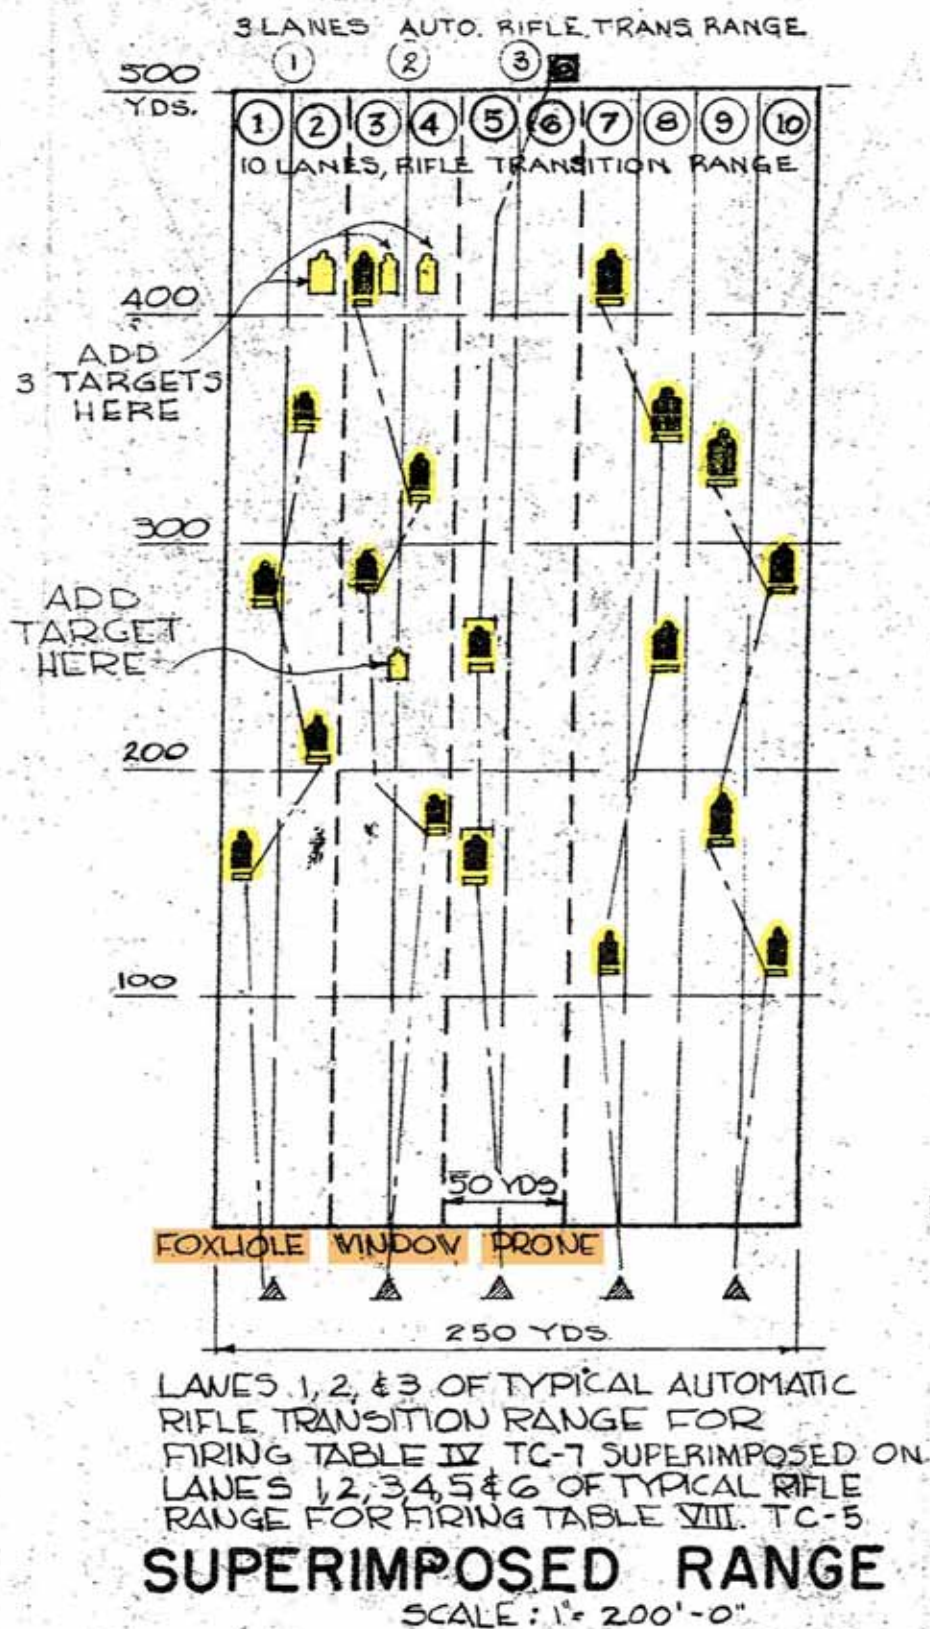 3 LANES AUTO. RIFLE TRANS RANGE
1 2 3
500
YDS.
1 2 3 4 5 6 7 8 9 10
10 LANES, RIFLE TRANSITION RANGE
400
ADD
3 TARGETS
HERE
300
ADD
TARGET
HERE
200
100
50 YDS
FOXHOLE WINDOW PRONE
250 YDS.
LANES 1, 2, & 3 OF TYPICAL AUTOMATIC
RIFLE TRANSITION RANGE FOR
FIRING TABLE IV TC-7 SUPERIMPOSED ON
LANES 1, 2, 3, 4, 5 & 6 OF TYPICAL RIFLE
RANGE FOR FIRING TABLE VIII. TC-5
SUPERIMPOSED RANGE
SCALE: 1" = 200'-0"